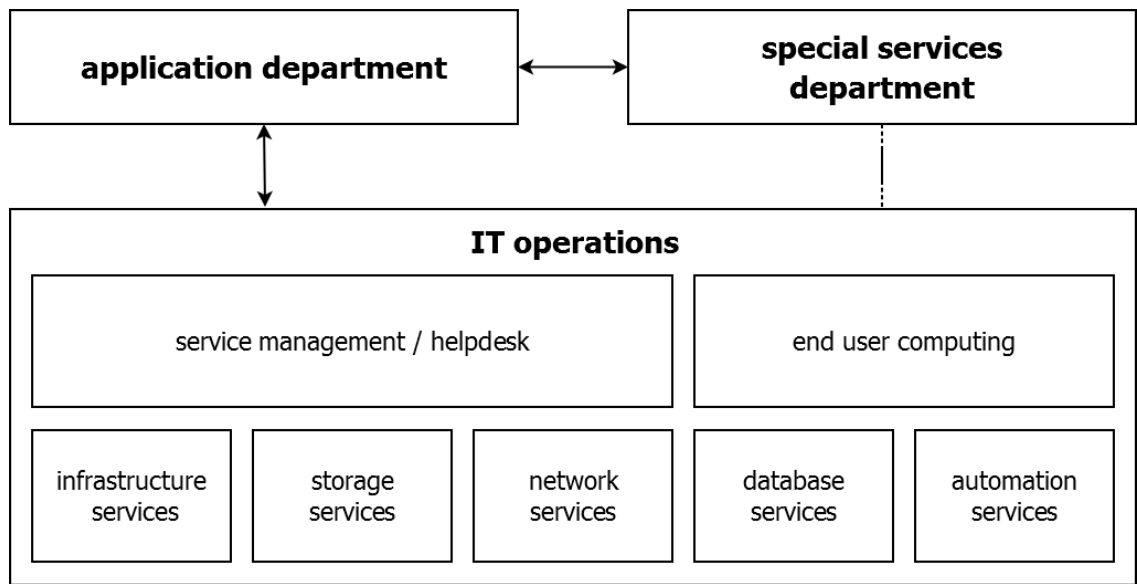 application department
special services
department
IT operations
service management / helpdesk
end user computing
infrastructure
services
storage
services
network
services
database
services
automation
services